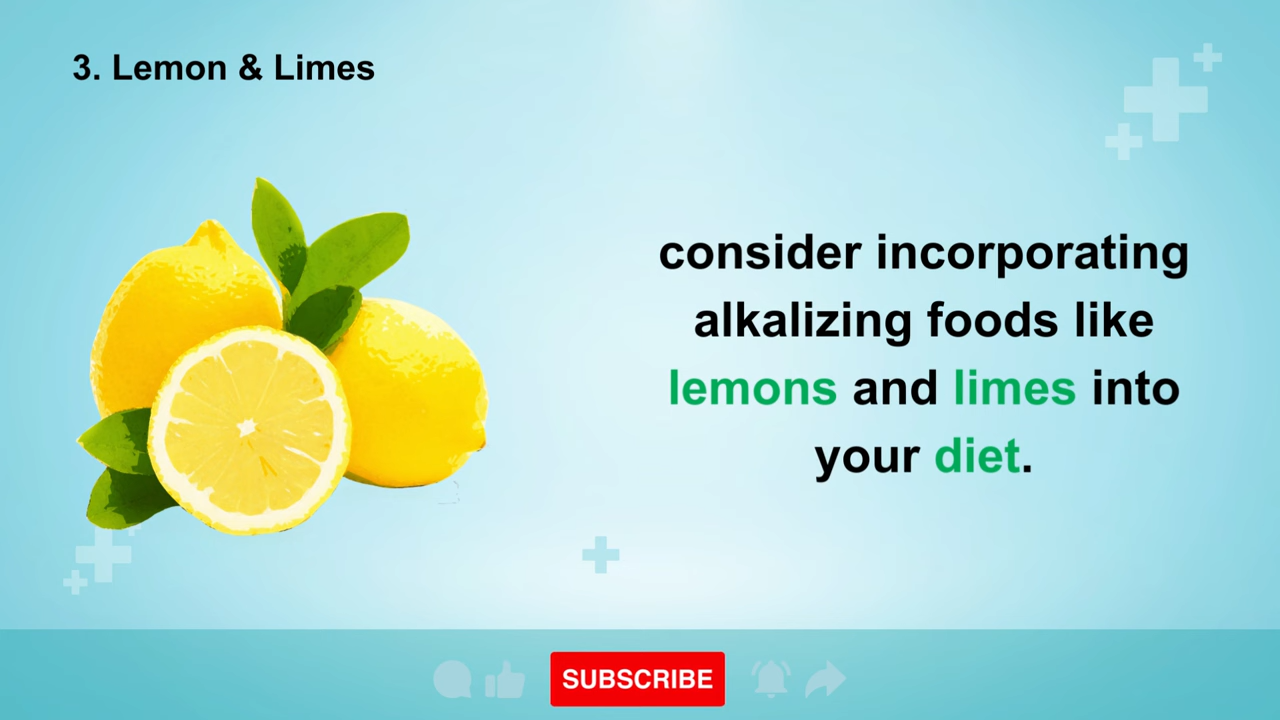 3. Lemon & Limes
consider incorporating
alkalizing foods like
lemons and limes into
your diet.
SUBSCRIBE